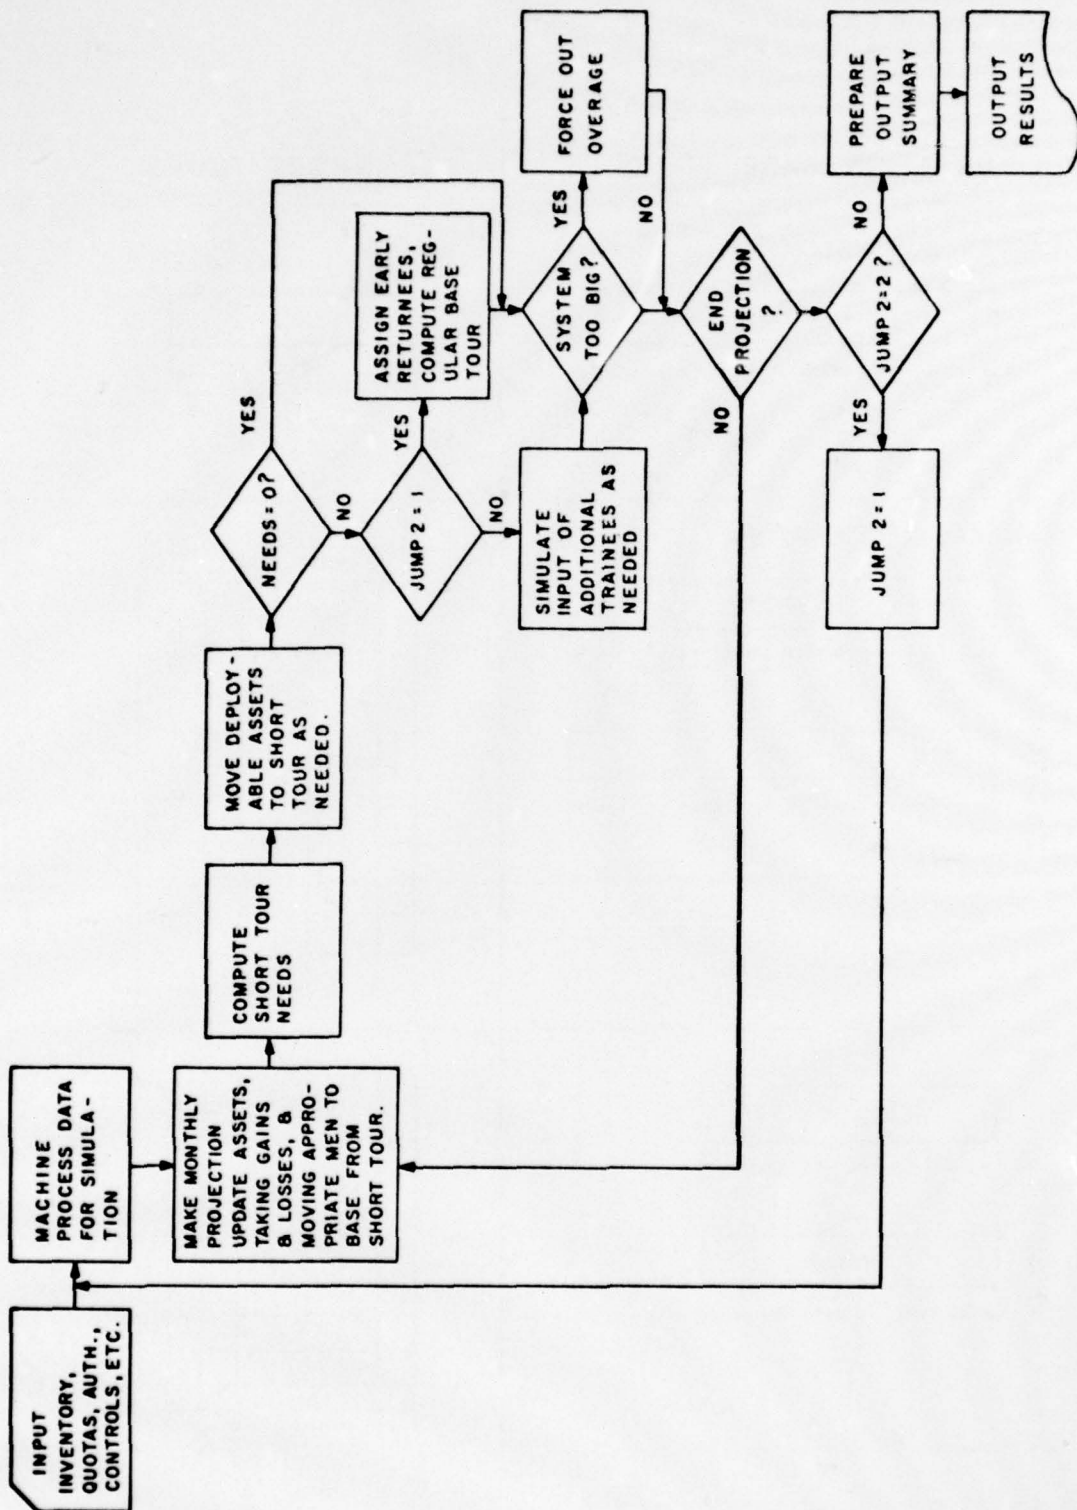 INPUT
INVENTORY,
QUOTAS, AUTH.,
CONTROLS, ETC.
MACHINE
PROCESS DATA
FOR SIMULA-
TION
MAKE MONTHLY
PROJECTION
UPDATE ASSETS,
TAKING GAINS
& LOSSES, &
MOVING APPRO-
PRIATE MEN TO
BASE FROM
SHORT TOUR.
COMPUTE
SHORT TOUR
NEEDS
MOVE DEPLOY-
ABLE ASSETS
TO SHORT
TOUR AS
NEEDED.
NEEDS = 0?
YES
NO
JUMP 2 = 1
YES
NO
ASSIGN EARLY
RETURNEES,
COMPUTE REG-
ULAR BASE
TOUR
SIMULATE
INPUT OF
ADDITIONAL
TRAINEES AS
NEEDED
SYSTEM
TOO BIG?
YES
NO
FORCE OUT
OVERAGE
END
PROJECTION
?
NO
JUMP 2=2?
YES
NO
JUMP 2 = 1
PREPARE
OUTPUT
SUMMARY
OUTPUT
RESULTS